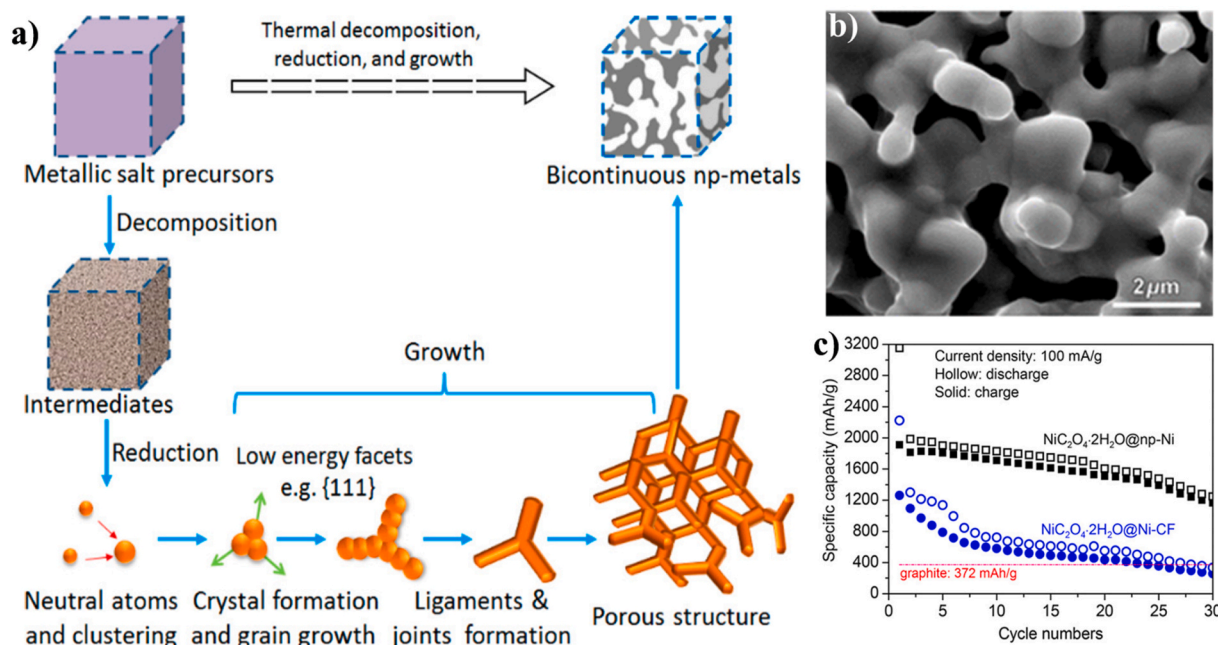 a)
Thermal decomposition,
reduction, and growth
Metallic salt precursors
Bicontinuous np-metals
Decomposition
Intermediates
Growth
Reduction
Low energy facets
e.g. {111}
Neutral atoms
and clustering
Crystal formation
and grain growth
Ligaments &
joints formation
Porous structure
b)
2 µm
c)
3200
2800
2400
2000
1600
1200
800
400
0
Specific capacity (mAh/g)
Current density: 100 mA/g
Hollow: discharge
Solid: charge
NiC2O4·2H2O@np-Ni
NiC2O4·2H2O@Ni-CF
graphite: 372 mAh/g
0 5 10 15 20 25 30
Cycle numbers